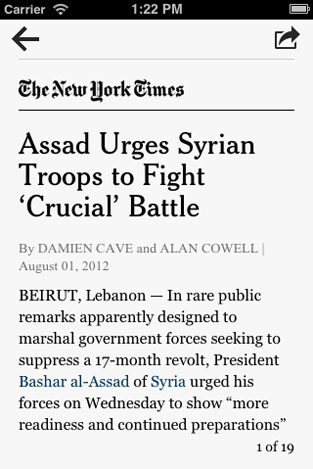 Carrier 1:22 PM
The New York Times
Assad Urges Syrian
Troops to Fight
‘Crucial’ Battle
By DAMIEN CAVE and ALAN COWELL |
August 01, 2012
BEIRUT, Lebanon — In rare public
remarks apparently designed to
marshal government forces seeking to
suppress a 17-month revolt, President
Bashar al-Assad of Syria urged his
forces on Wednesday to show “more
readiness and continued preparations”
1 of 19